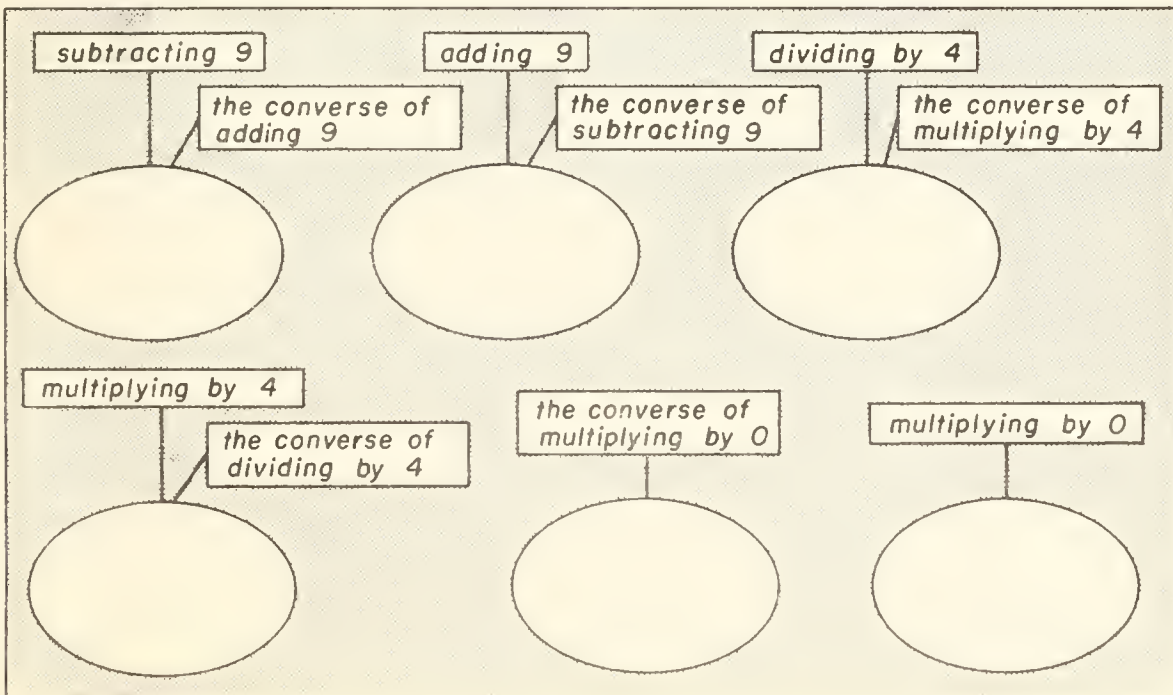 subtracting 9
the converse of
adding 9
adding 9
the converse of
subtracting 9
dividing by 4
the converse of
multiplying by 4
multiplying by 4
the converse of
dividing by 4
the converse of
multiplying by 0
multiplying by 0